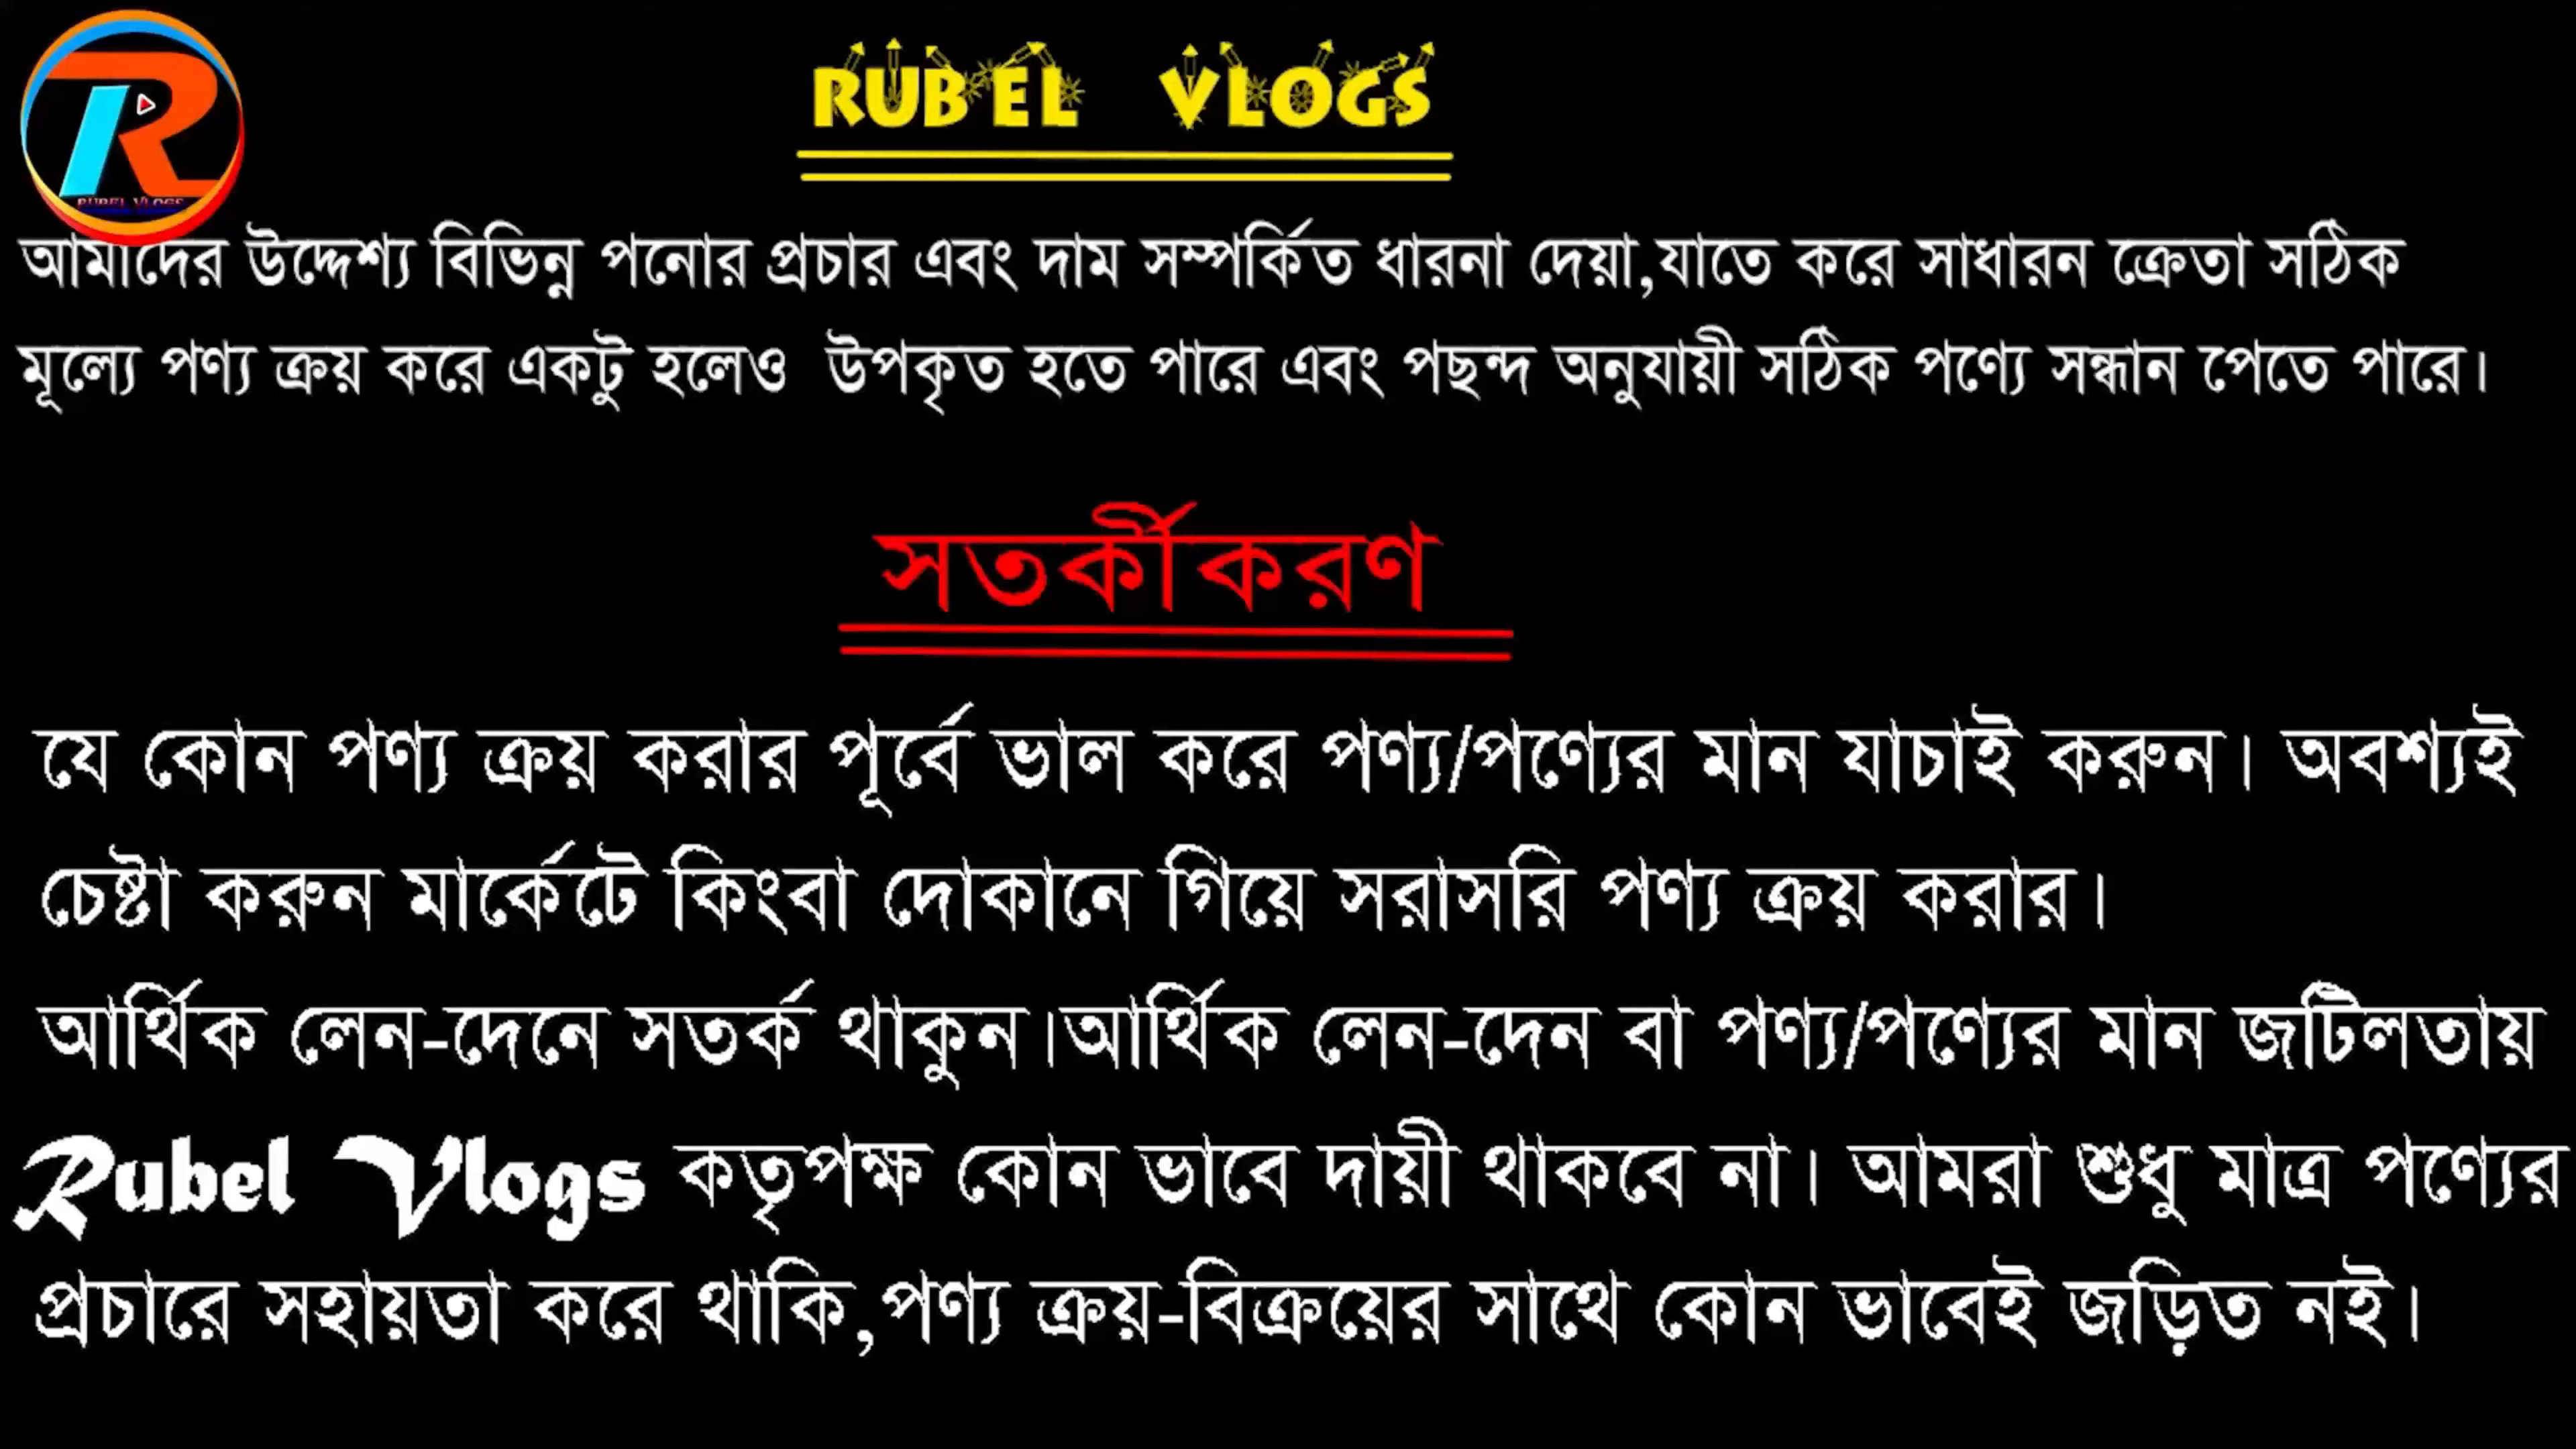 RUBEL VLOGS
RUBEL VLOGS
আমাদের উদ্দেশ্য বিভিন্ন পনোর প্রচার এবং দাম সম্পর্কিত ধারনা দেয়া,যাতে করে সাধারন ক্রেতা সঠিক
মূল্যে পণ্য ক্রয় করে একটু হলেও উপকৃত হতে পারে এবং পছন্দ অনুযায়ী সঠিক পণ্যে সন্ধান পেতে পারে।
সতর্কীকরণ
যে কোন পণ্য ক্রয় করার পূর্বে ভাল করে পণ্য/পণ্যের মান যাচাই করুন। অবশ্যই
চেষ্টা করুন মার্কেটে কিংবা দোকানে গিয়ে সরাসরি পণ্য ক্রয় করার।
আর্থিক লেন-দেনে সতর্ক থাকুন।আর্থিক লেন-দেন বা পণ্য/পণ্যের মান জটিলতায়
Rubel Vlogs কতৃপক্ষ কোন ভাবে দায়ী থাকবে না। আমরা শুধু মাত্র পণ্যের
প্রচারে সহায়তা করে থাকি,পণ্য ক্রয়-বিক্রয়ের সাথে কোন ভাবেই জড়িত নই।